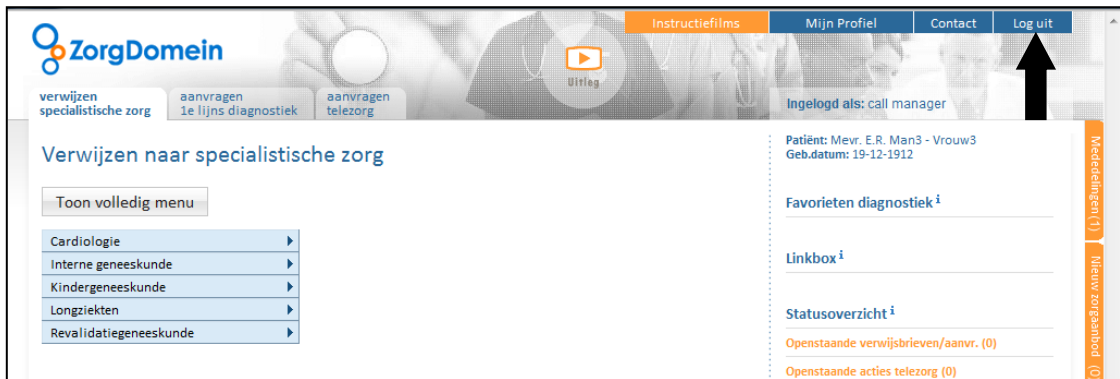 Instructiefilms
Mijn Profiel
Contact
Log uit
ZorgDomein
Uitleg
verwijzen
specialistische zorg
aanvragen
1e lijns diagnostiek
aanvragen
telezorg
Ingelogd als: call manager
Verwijzen naar specialistische zorg
Toon volledig menu
Cardiologie
Interne geneeskunde
Kindergeneeskunde
Longziekten
Revalidatiegeneeskunde
Patiënt: Mevr. E.R. Man3 - Vrouw3
Geb.datum: 19-12-1912
Favorieten diagnostiek i
Linkbox i
Statusoverzicht i
Openstaande verwijsbrieven/aanvr. (0)
Openstaande acties telezorg (0)
Mededelingen (1)
Nieuw zorgaanbod (0)